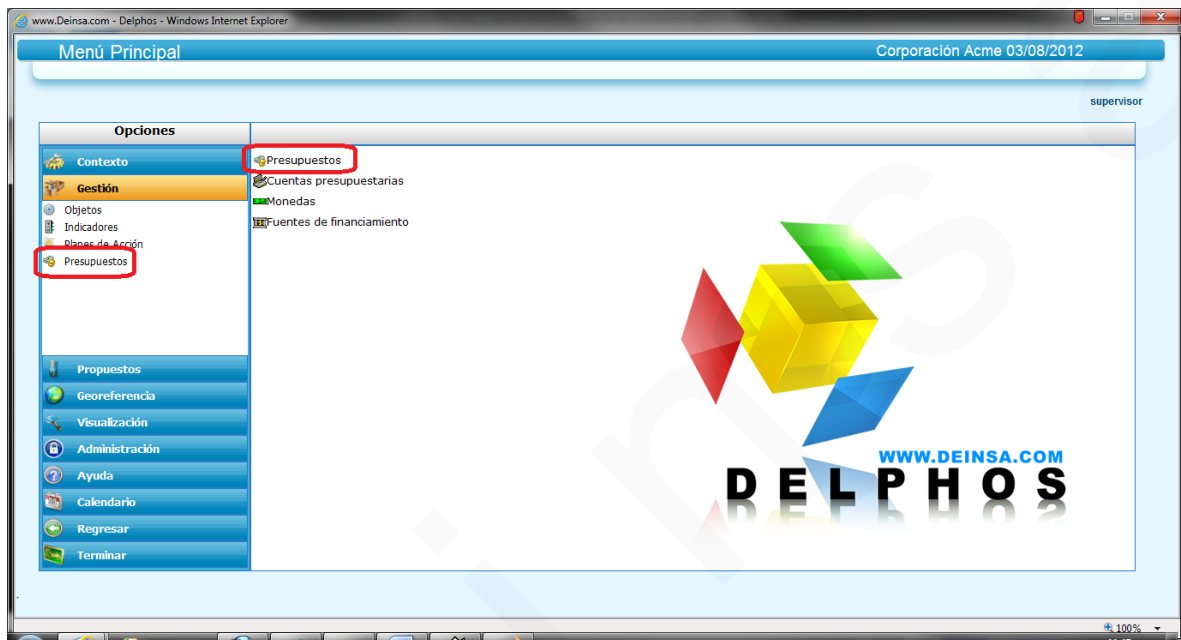 www.Deinsa.com - Delphos - Windows Internet Explorer
Menú Principal
Corporación Acme 03/08/2012
supervisor
Opciones
Contexto
Gestión
Objetos
Indicadores
Planes de Acción
Presupuestos
Propuestos
Georeferencia
Visualización
Administración
Ayuda
Calendario
Regresar
Terminar
Presupuestos
Cuentas presupuestarias
Monedas
Fuentes de financiamiento
WWW.DEINSA.COM
DELPHOS
100%